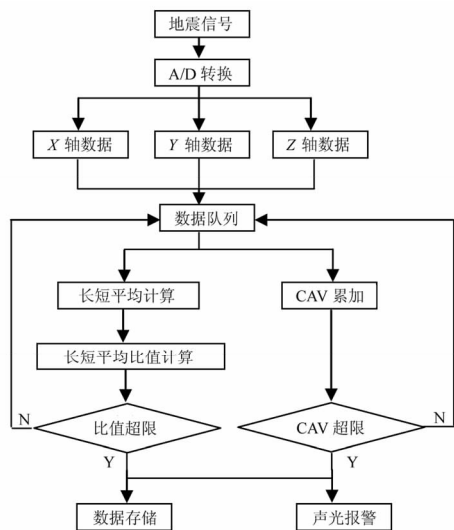 地震信号
A/D 转换
X 轴数据
Y 轴数据
Z 轴数据
数据队列
长短平均计算
CAV 累加
长短平均比值计算
N
比值超限
CAV 超限
N
Y
Y
数据存储
声光报警